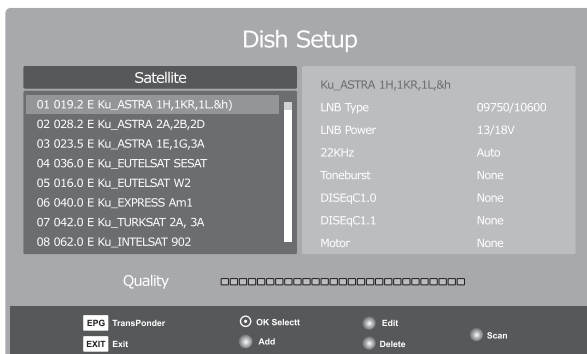 Dish Setup
Satellite
01 019.2 E Ku_ASTRA 1H,1KR,1L.&h)
02 028.2 E Ku_ASTRA 2A,2B,2D
03 023.5 E Ku_ASTRA 1E,1G,3A
04 036.0 E Ku_EUTELSAT SESAT
05 016.0 E Ku_EUTELSAT W2
06 040.0 E Ku_EXPRESS Am1
07 042.0 E Ku_TURKSAT 2A, 3A
08 062.0 E Ku_INTELSAT 902
Ku_ASTRA 1H,1KR,1L,&h
LNB Type 09750/10600
LNB Power 13/18V
22KHz Auto
Toneburst None
DISEqC1.0 None
DISEqC1.1 None
Motor None
Quality
EPG TransPonder OK Selectt Edit
Scan
EXIT Exit Add Delete